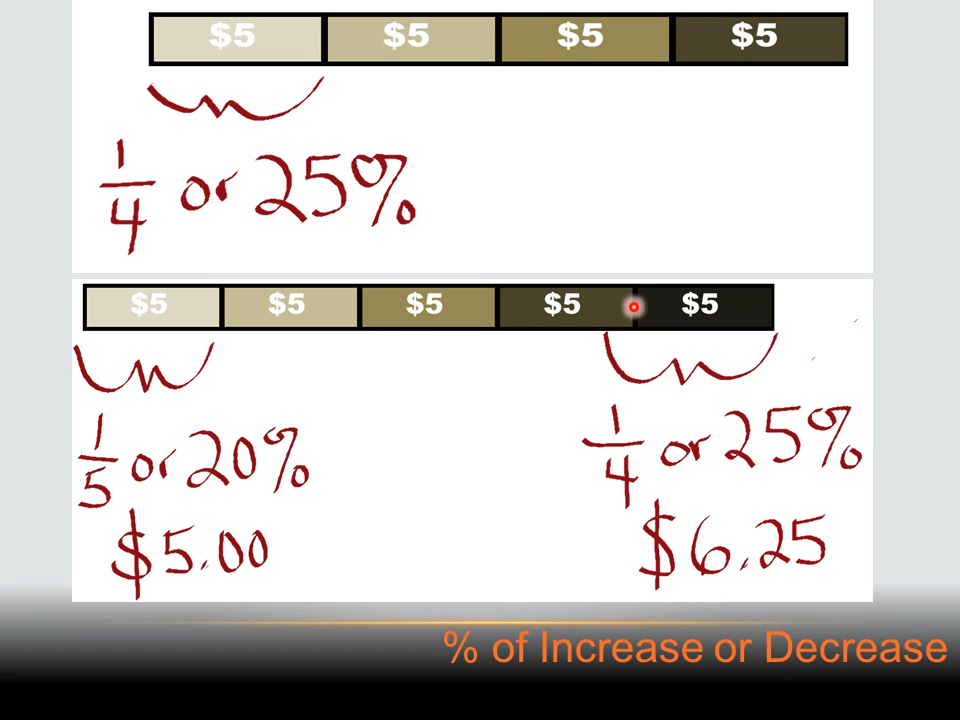 $5 $5 $5 $5
1/4 or 25%
$5 $5 $5 $5 $5
1/5 or 20% 1/4 or 25%
$5.00 $6.25
% of Increase or Decrease